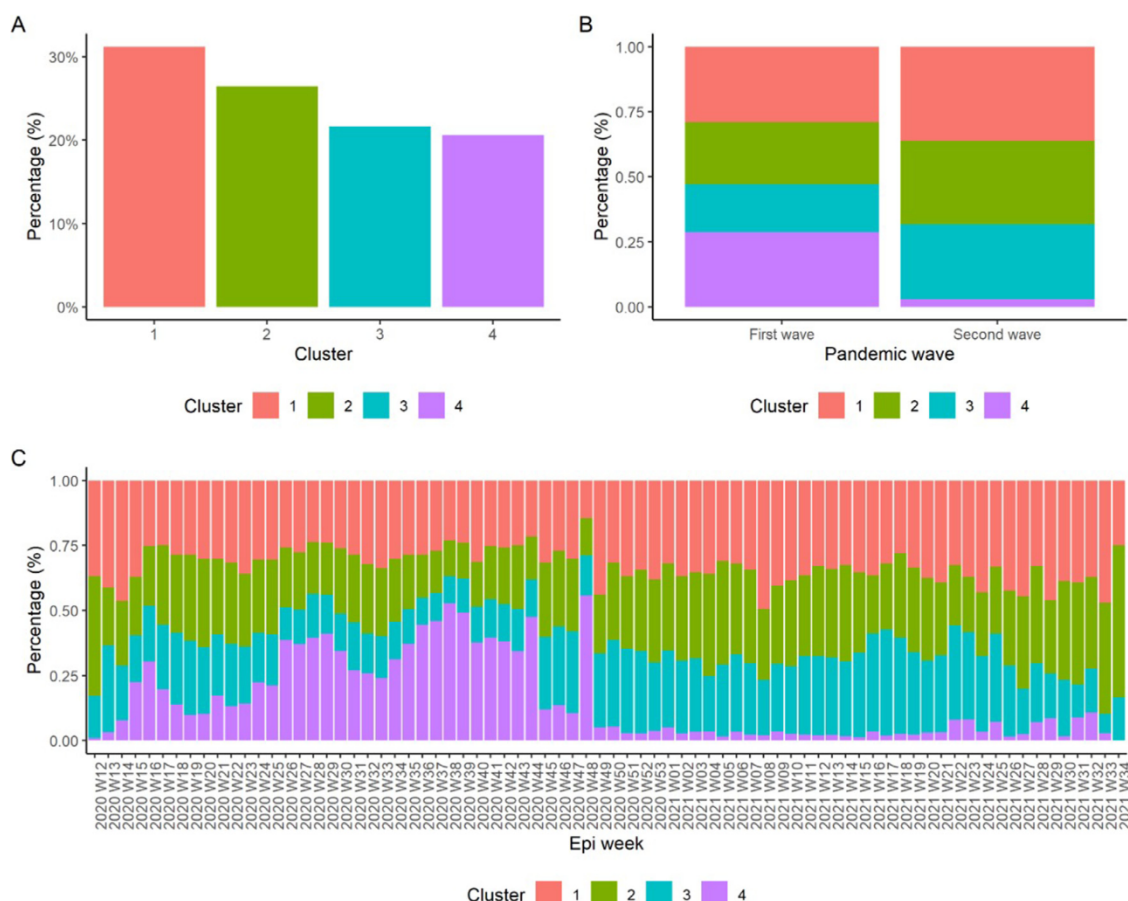 A
Percentage (%)
30%
20%
10%
0%
1
2
3
4
Cluster
Cluster 1 2 3 4
B
Percentage (%)
1.00
0.75
0.50
0.25
0.00
First wave
Second wave
Pandemic wave
Cluster 1 2 3 4
C
Percentage (%)
1.00
0.75
0.50
0.25
0.00
2020 W12
2020 W13
2020 W14
2020 W15
2020 W16
2020 W17
2020 W18
2020 W19
2020 W20
2020 W21
2020 W22
2020 W23
2020 W24
2020 W25
2020 W26
2020 W27
2020 W28
2020 W29
2020 W30
2020 W31
2020 W32
2020 W33
2020 W34
2020 W35
2020 W36
2020 W37
2020 W38
2020 W39
2020 W40
2020 W41
2020 W42
2020 W43
2020 W44
2020 W45
2020 W46
2020 W47
2020 W48
2020 W49
2020 W50
2020 W51
2020 W52
2020 W53
2021 W01
2021 W02
2021 W03
2021 W04
2021 W05
2021 W06
2021 W07
2021 W08
2021 W09
2021 W10
2021 W11
2021 W12
2021 W13
2021 W14
2021 W15
2021 W16
2021 W17
2021 W18
2021 W19
2021 W20
2021 W21
2021 W22
2021 W23
2021 W24
2021 W25
2021 W26
2021 W27
2021 W28
2021 W29
2021 W30
2021 W31
2021 W32
2021 W33
2021 W34
Epi week
Cluster 1 2 3 4